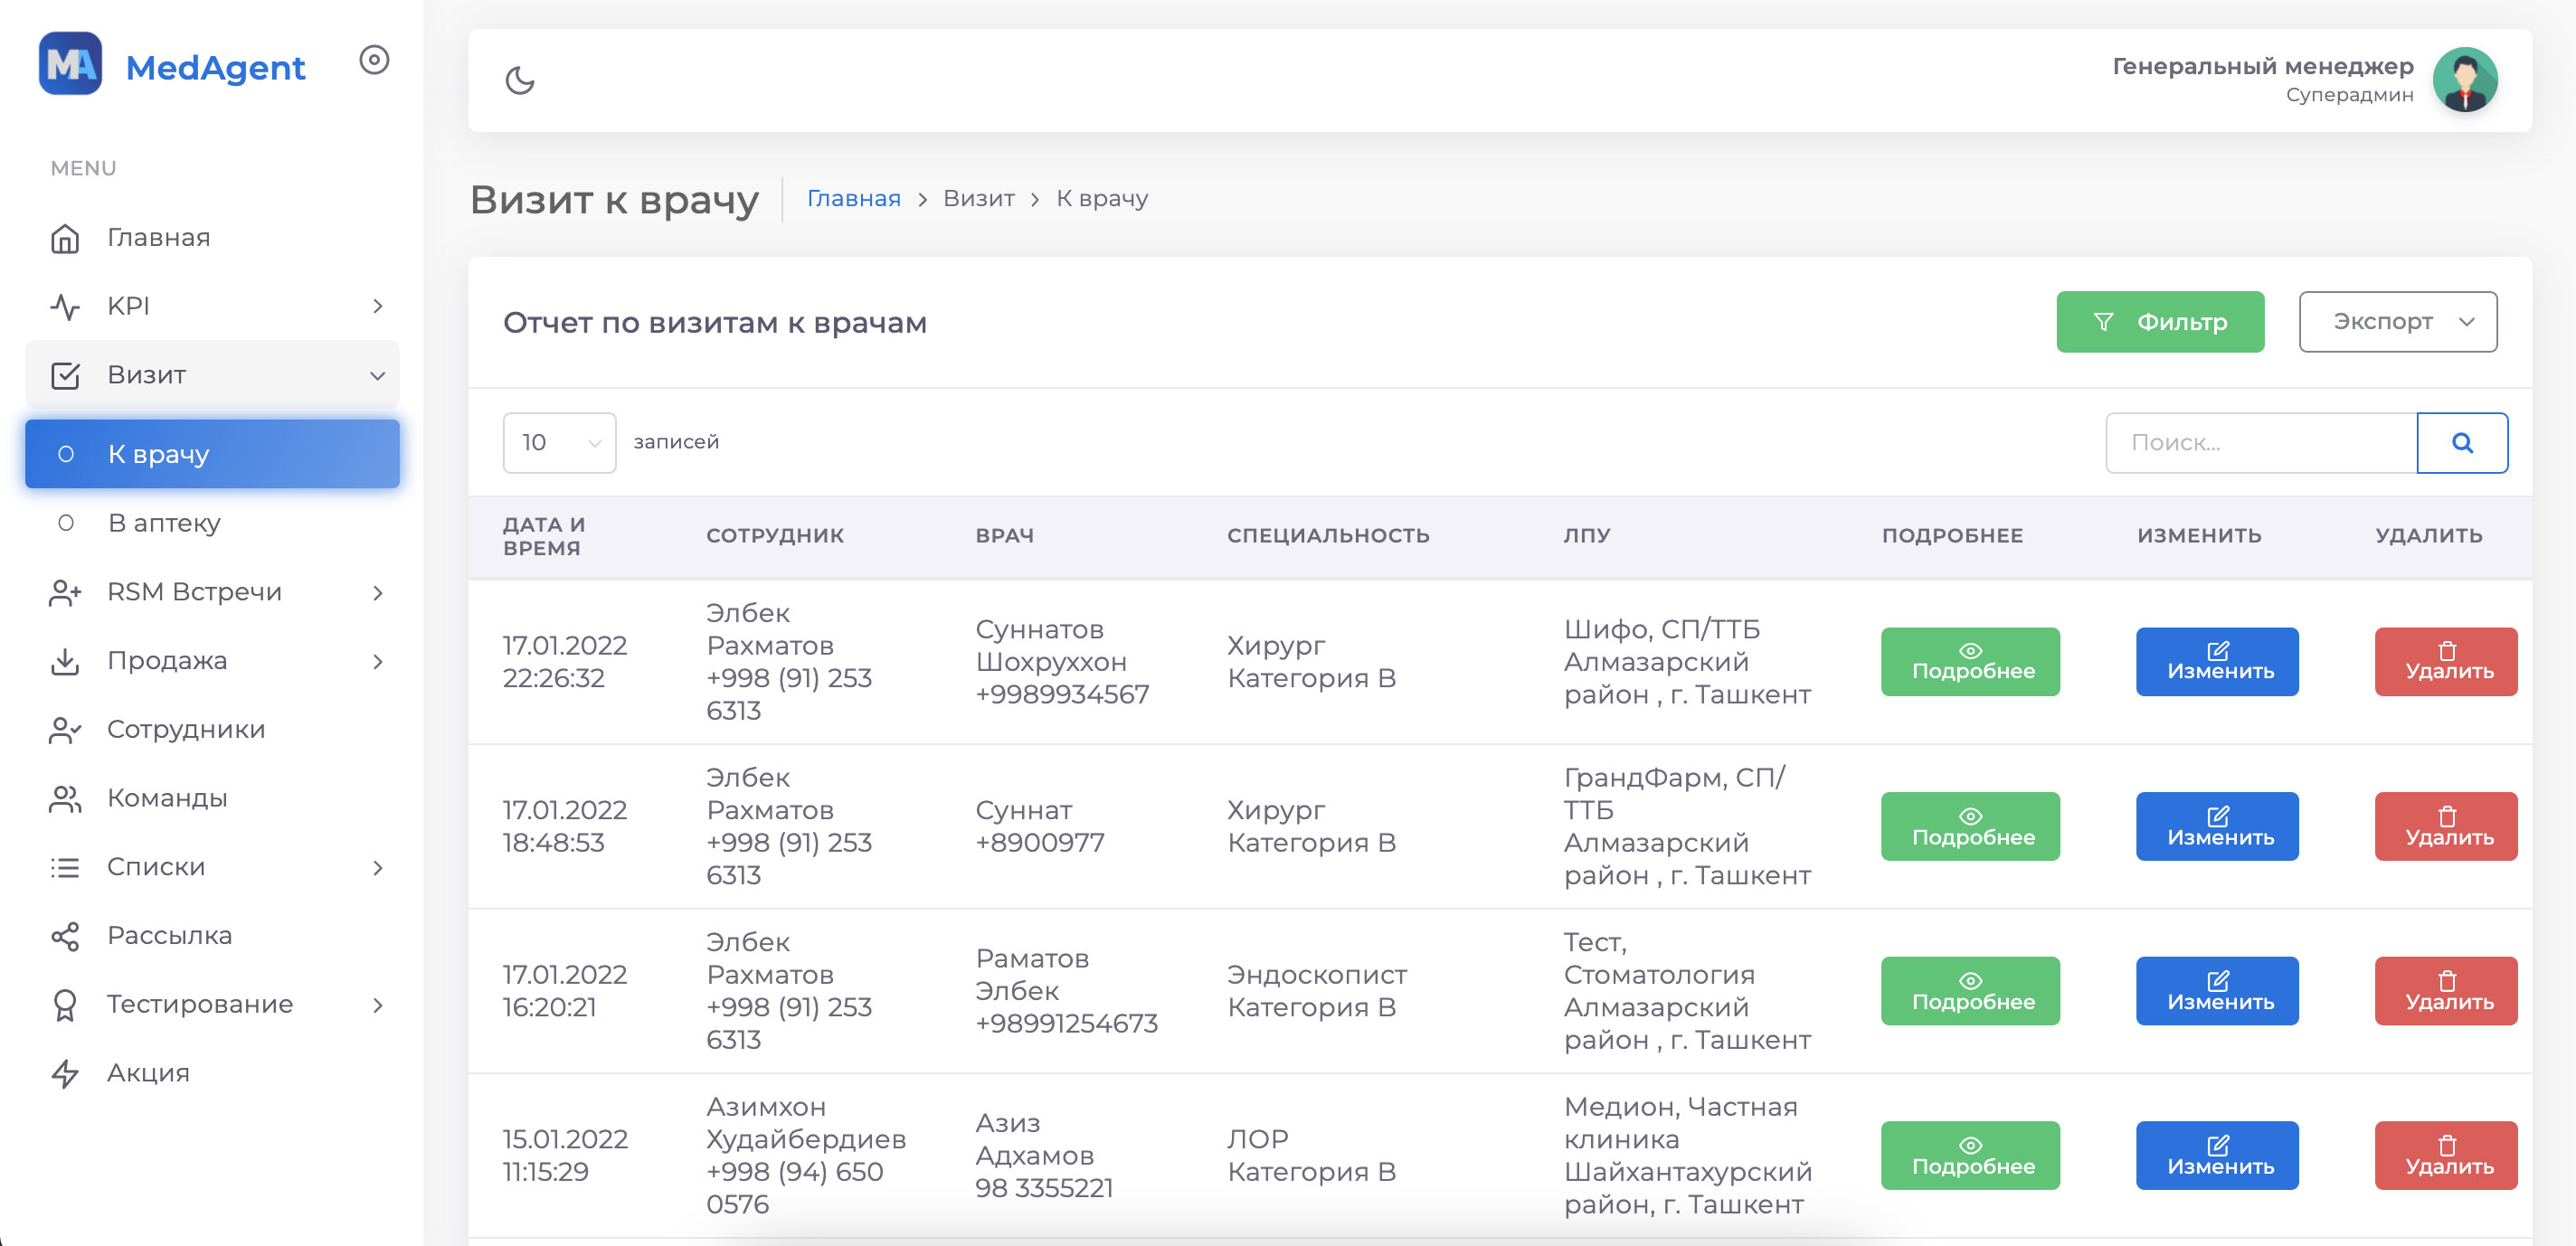 MA
MedAgent
MENU
Главная
KPI
Визит
К врачу
В аптеку
RSM Встречи
Продажа
Сотрудники
Команды
Списки
Рассылка
Тестирование
Акция
Генеральный менеджер
Суперадмин
Визит к врачу
Главная > Визит > К врачу
Отчет по визитам к врачам
Фильтр
Экспорт
10 записей
Поиск...
ДАТА И
ВРЕМЯ
СОТРУДНИК
ВРАЧ
СПЕЦИАЛЬНОСТЬ
ЛПУ
ПОДРОБНЕЕ
ИЗМЕНИТЬ
УДАЛИТЬ
17.01.2022
22:26:32
Элбек
Рахматов
+998 (91) 253
6313
Суннатов
Шохруххон
+9989934567
Хирург
Категория B
Шифо, СП/ТТБ
Алмазарский
район , г. Ташкент
Подробнее
Изменить
Удалить
17.01.2022
18:48:53
Элбек
Рахматов
+998 (91) 253
6313
Суннат
+8900977
Хирург
Категория B
ГрандФарм, СП/
ТТБ
Алмазарский
район , г. Ташкент
Подробнее
Изменить
Удалить
17.01.2022
16:20:21
Элбек
Рахматов
+998 (91) 253
6313
Раматов
Элбек
+98991254673
Эндоскопист
Категория B
Тест,
Стоматология
Алмазарский
район , г. Ташкент
Подробнее
Изменить
Удалить
15.01.2022
11:15:29
Азимхон
Худайбердиев
+998 (94) 650
0576
Азиз
Адхамов
98 3355221
ЛОР
Категория B
Медион, Частная
клиника
Шайхантахурский
район, г. Ташкент
Подробнее
Изменить
Удалить